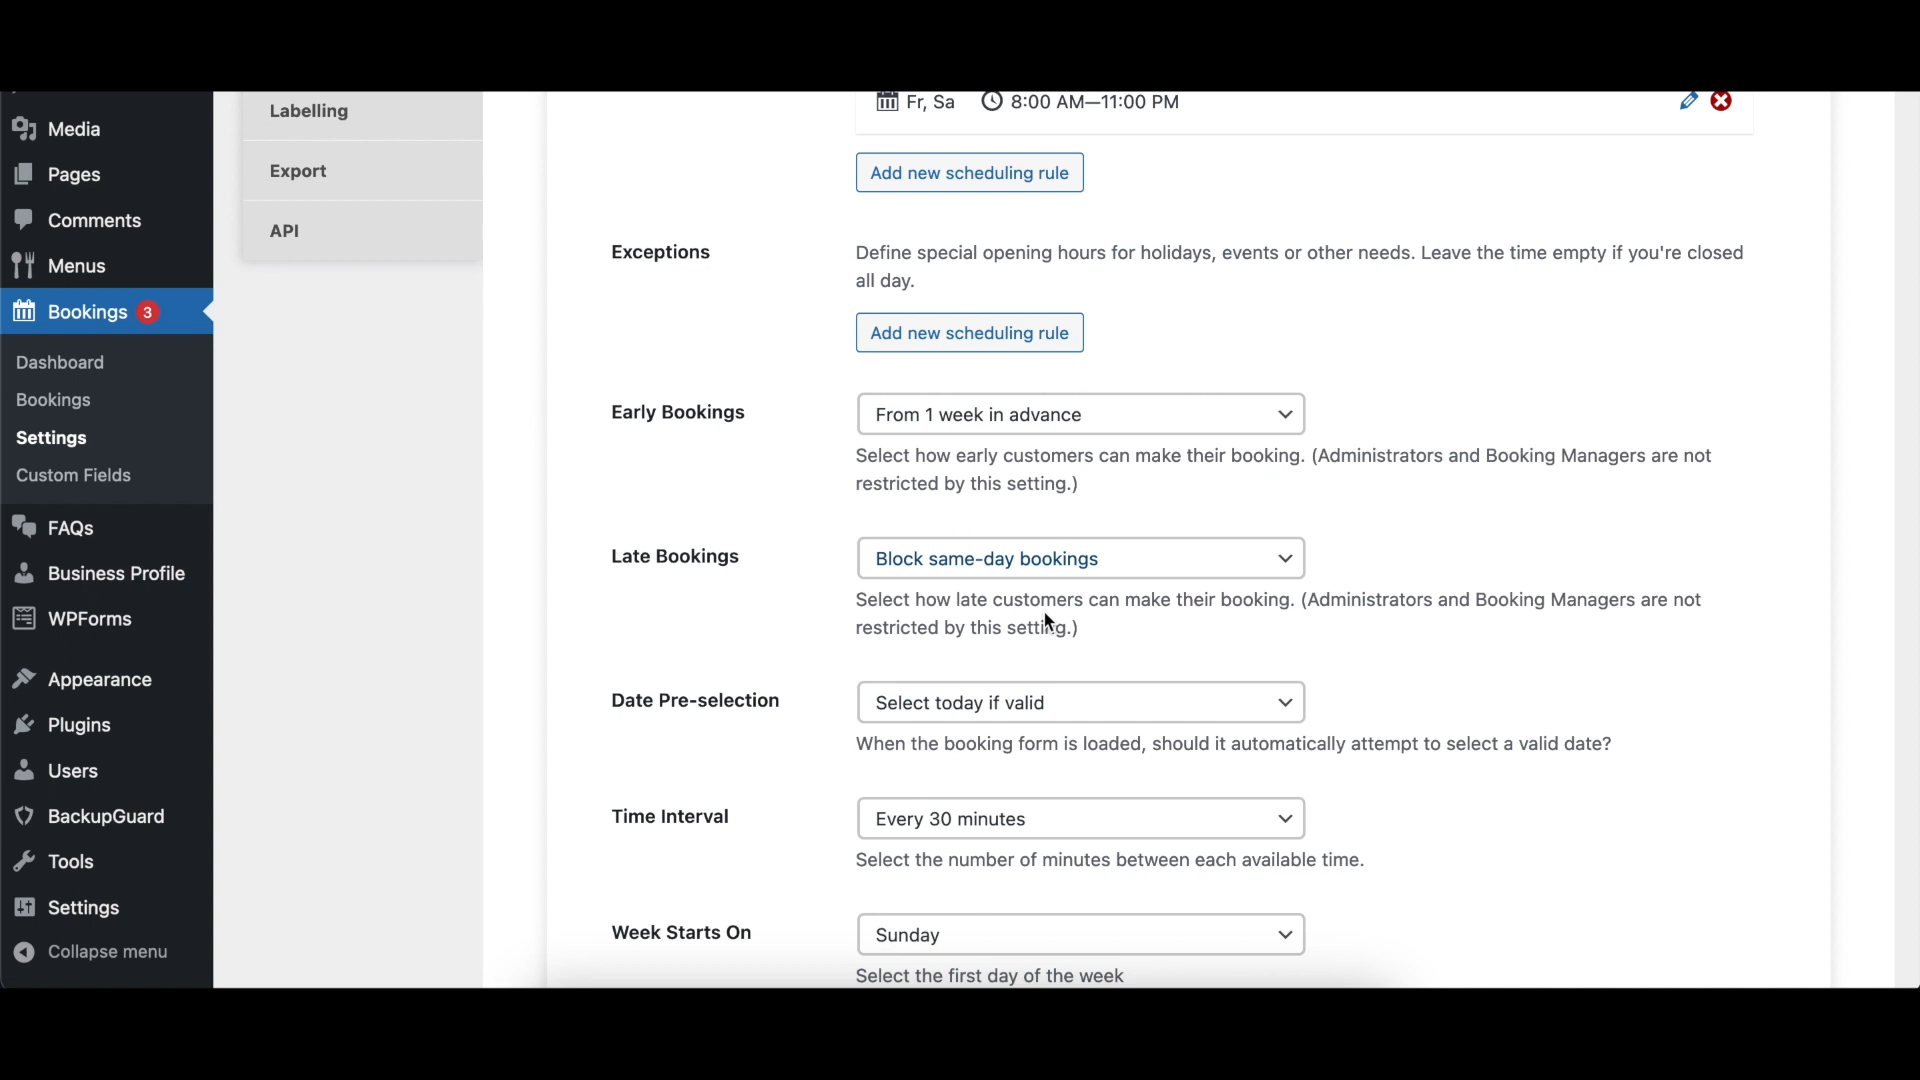 Media
Pages
Comments
Menus
Bookings 3
Dashboard
Bookings
Settings
Custom Fields
FAQs
Business Profile
WPForms
Appearance
Plugins
Users
BackupGuard
Tools
Settings
Collapse menu
Labelling
Export
API
Fr, Sa 8:00 AM—11:00 PM
Add new scheduling rule
Exceptions
Define special opening hours for holidays, events or other needs. Leave the time empty if you're closed
all day.
Add new scheduling rule
Early Bookings
From 1 week in advance
Select how early customers can make their booking. (Administrators and Booking Managers are not
restricted by this setting.)
Late Bookings
Block same-day bookings
Select how late customers can make their booking. (Administrators and Booking Managers are not
restricted by this setting.)
Date Pre-selection
Select today if valid
When the booking form is loaded, should it automatically attempt to select a valid date?
Time Interval
Every 30 minutes
Select the number of minutes between each available time.
Week Starts On
Sunday
Select the first day of the week